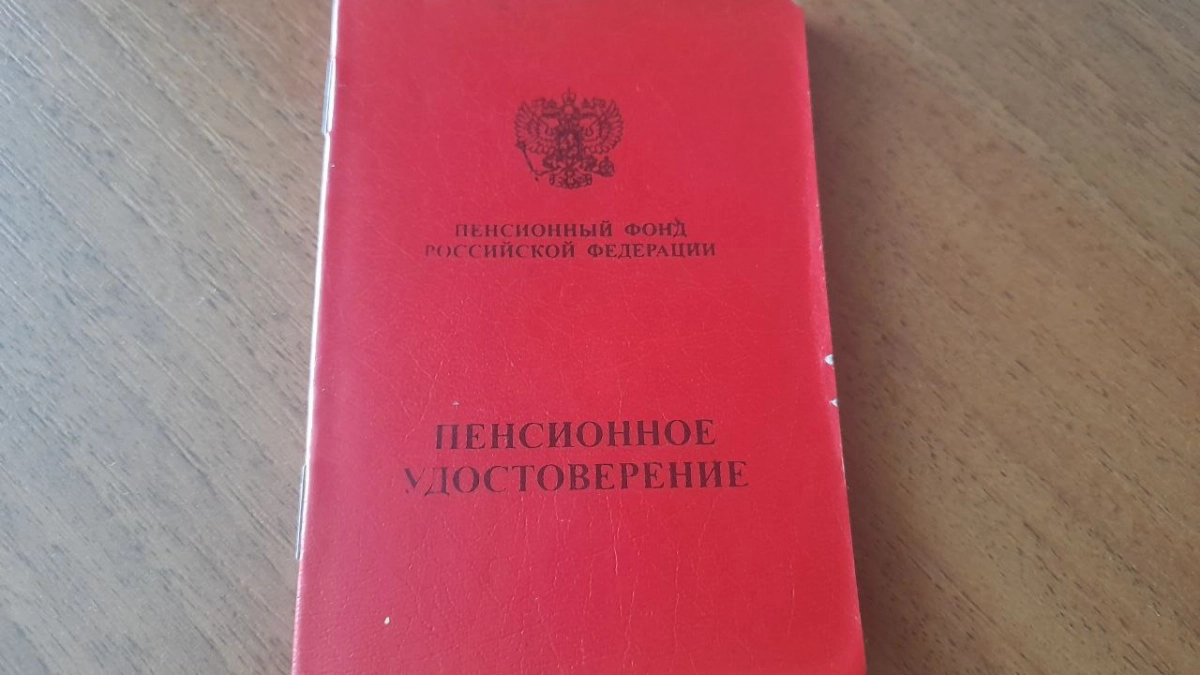 ПЕНСИОННЫЙ ФОНД
РОССИЙСКОЙ ФЕДЕРАЦИИ
ПЕНСИОННОЕ
УДОСТОВЕРЕНИЕ